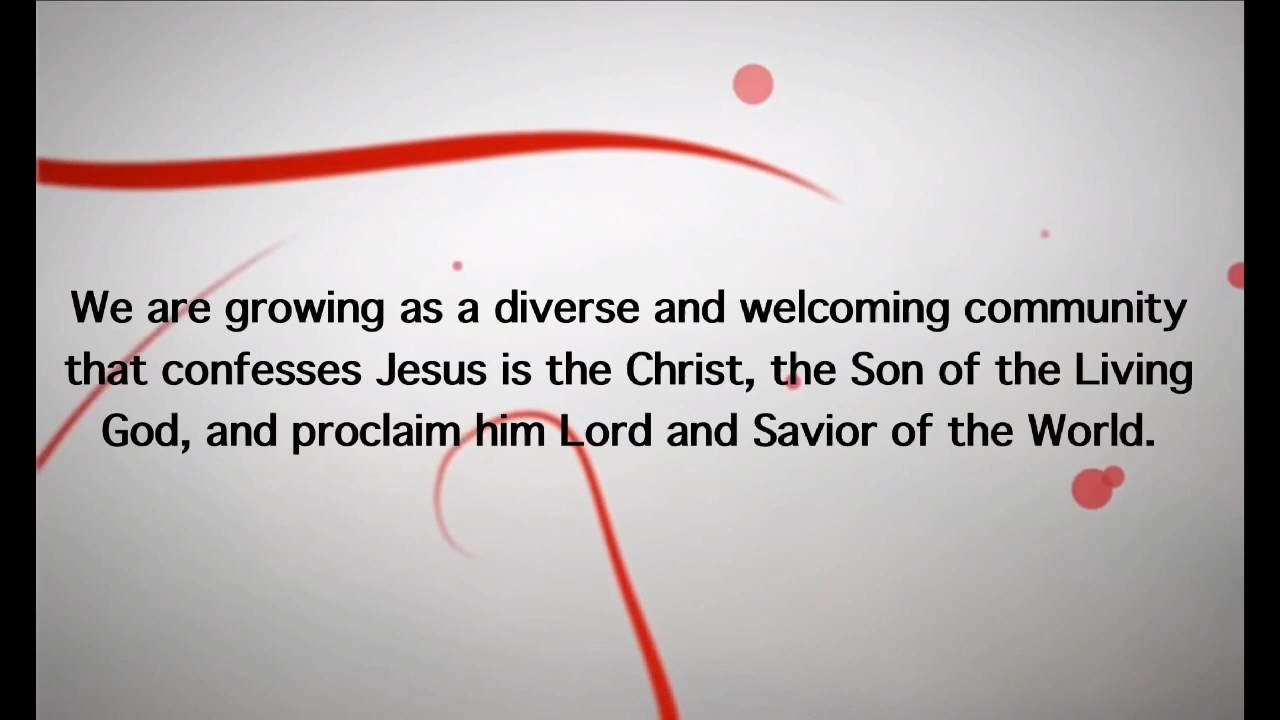 We are growing as a diverse and welcoming community
that confesses Jesus is the Christ, the Son of the Living
God, and proclaim him Lord and Savior of the World.